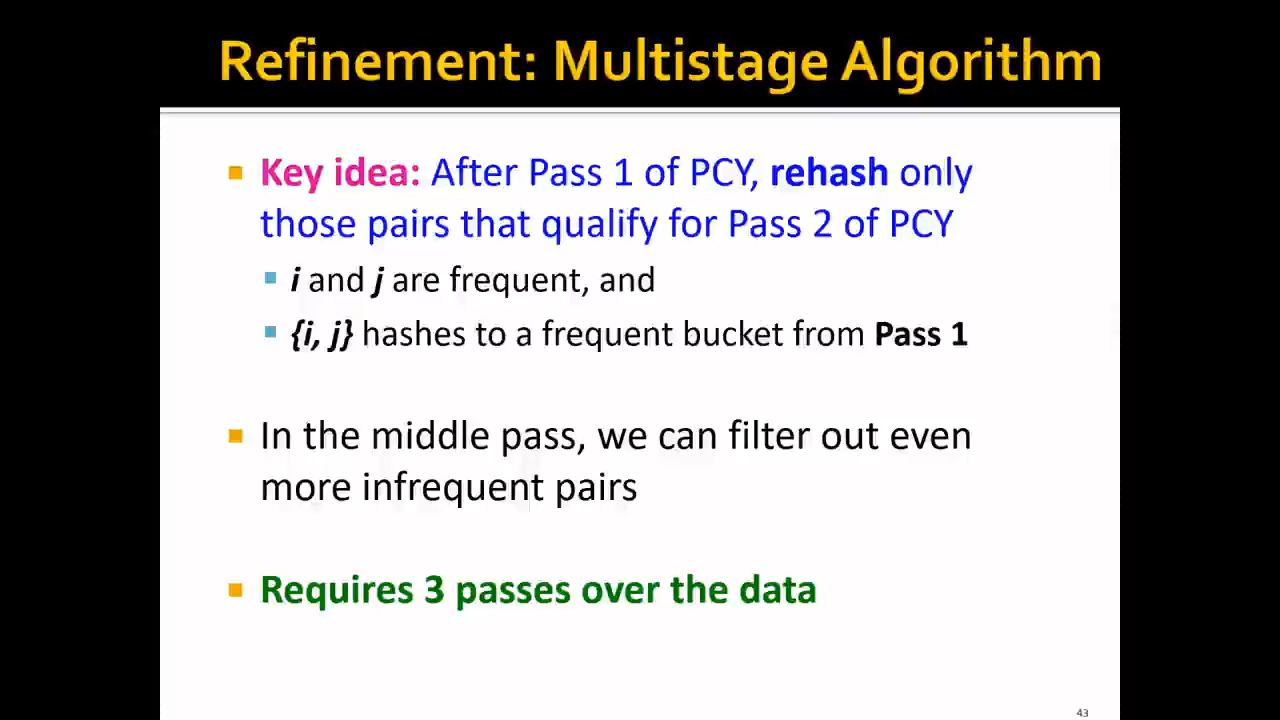 Refinement: Multistage Algorithm
Key idea: After Pass 1 of PCY, rehash only
those pairs that qualify for Pass 2 of PCY
i and j are frequent, and
{i, j} hashes to a frequent bucket from Pass 1
In the middle pass, we can filter out even
more infrequent pairs
Requires 3 passes over the data
43